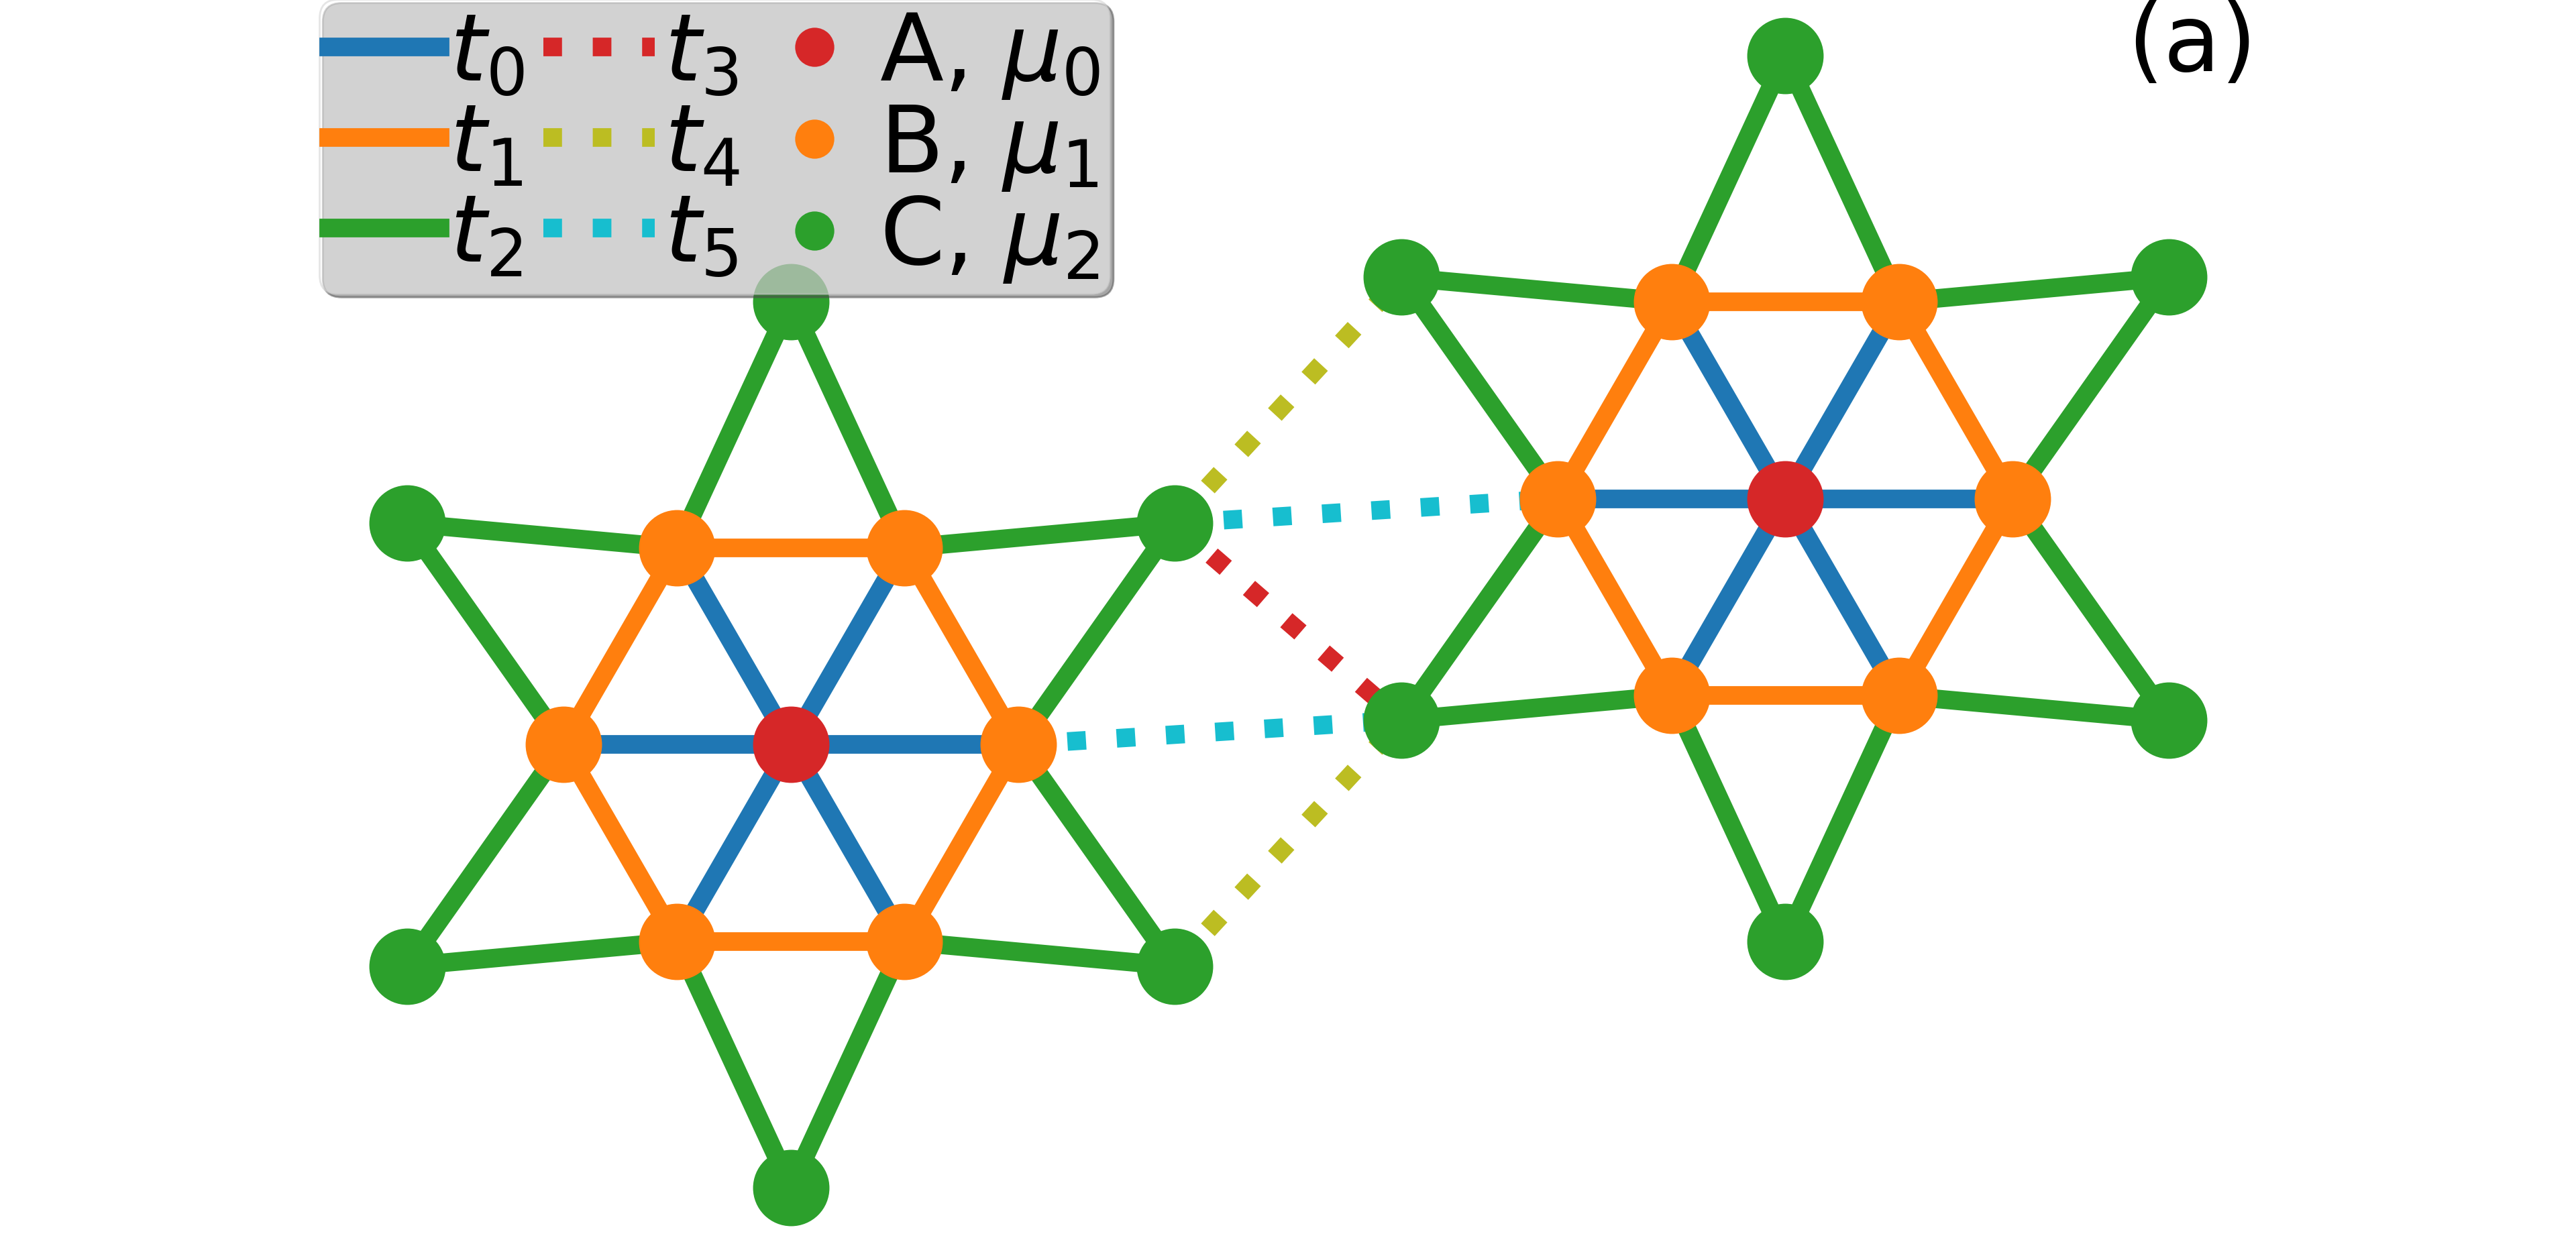 t₀ t₃ A, μ₀
t₁ t₄ B, μ₁
t₂ t₅ C, μ₂
(a)